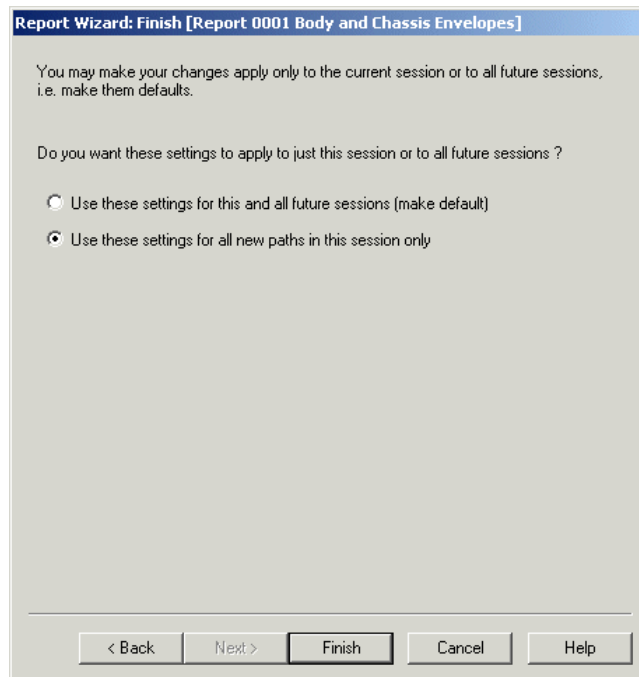 Report Wizard: Finish [Report 0001 Body and Chassis Envelopes]
You may make your changes apply only to the current session or to all future sessions,
i.e. make them defaults.
Do you want these settings to apply to just this session or to all future sessions ?
Use these settings for this and all future sessions (make default)
Use these settings for all new paths in this session only
< Back
Next >
Finish
Cancel
Help